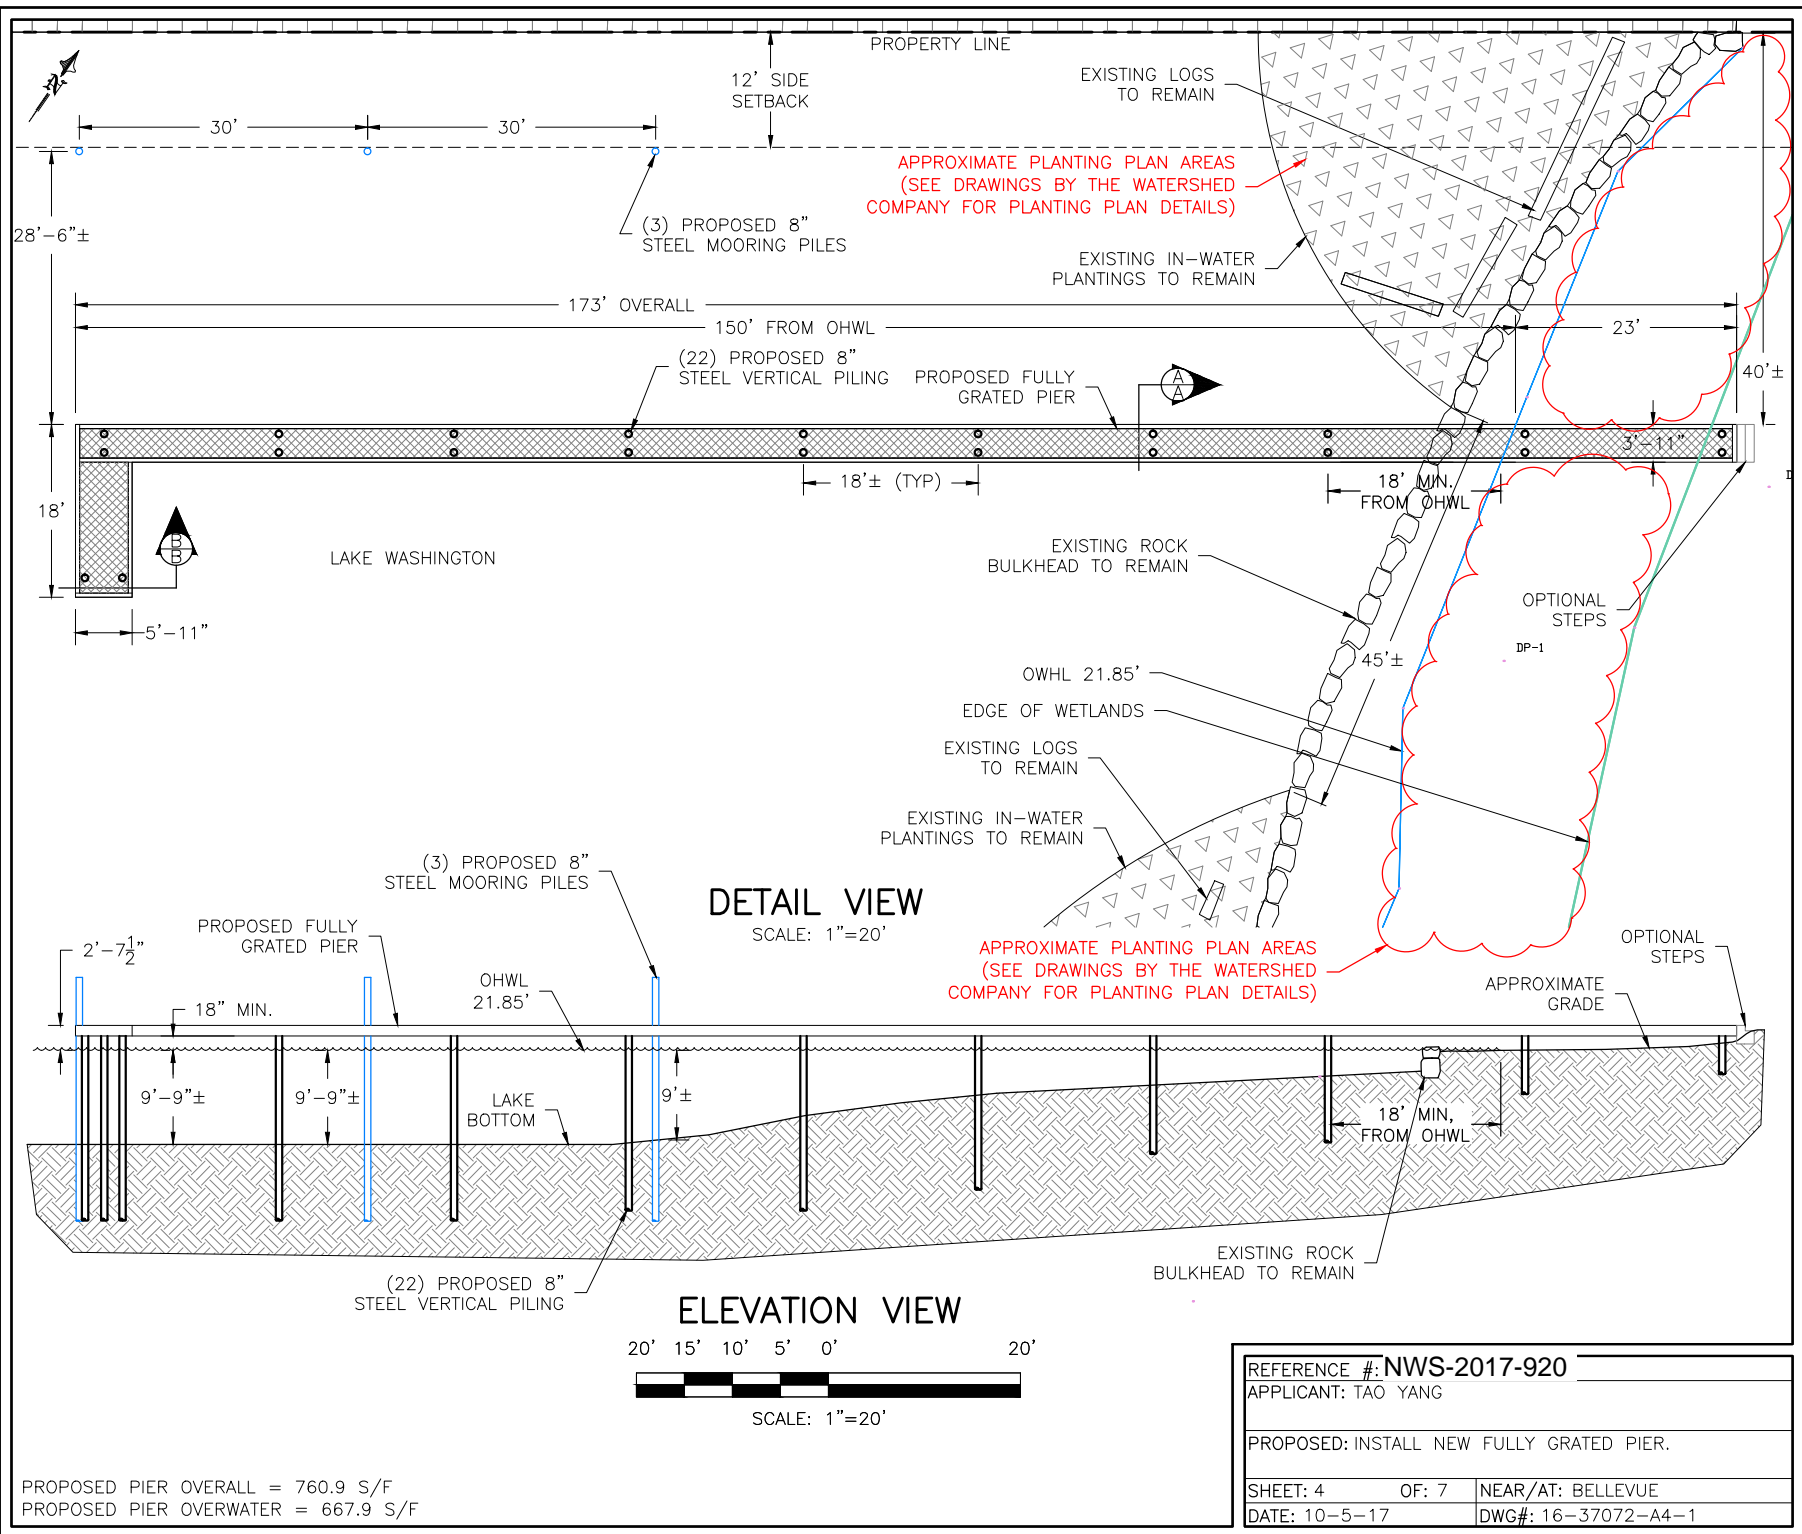 PROPERTY LINE
12' SIDE
SETBACK
EXISTING LOGS
TO REMAIN
N
30'
30'
APPROXIMATE PLANTING PLAN AREAS
(SEE DRAWINGS BY THE WATERSHED
COMPANY FOR PLANTING PLAN DETAILS)
28'-6"±
(3) PROPOSED 8"
STEEL MOORING PILES
EXISTING IN-WATER
PLANTINGS TO REMAIN
173' OVERALL
150' FROM OHWL
23'
(22) PROPOSED 8"
STEEL VERTICAL PILING
PROPOSED FULLY
GRATED PIER
A
A
40'±
3'-11"
18'± (TYP)
18' MIN.
FROM OHWL
D
18'
B
B
LAKE WASHINGTON
EXISTING ROCK
BULKHEAD TO REMAIN
OPTIONAL
STEPS
5'-11"
DP-1
45'±
OWHL 21.85'
EDGE OF WETLANDS
EXISTING LOGS
TO REMAIN
EXISTING IN-WATER
PLANTINGS TO REMAIN
(3) PROPOSED 8"
STEEL MOORING PILES
DETAIL VIEW
SCALE: 1"=20'
PROPOSED FULLY
GRATED PIER
2'-7 1/2"
APPROXIMATE PLANTING PLAN AREAS
(SEE DRAWINGS BY THE WATERSHED
COMPANY FOR PLANTING PLAN DETAILS)
OPTIONAL
STEPS
OHWL
21.85'
APPROXIMATE
GRADE
18" MIN.
9'-9"±
9'-9"±
9'±
LAKE
BOTTOM
18' MIN,
FROM OHWL
EXISTING ROCK
BULKHEAD TO REMAIN
(22) PROPOSED 8"
STEEL VERTICAL PILING
ELEVATION VIEW
20' 15' 10' 5' 0' 20'
SCALE: 1"=20'
REFERENCE #: NWS-2017-920
APPLICANT: TAO YANG
PROPOSED: INSTALL NEW FULLY GRATED PIER.
SHEET: 4 OF: 7 NEAR/AT: BELLEVUE
DATE: 10-5-17 DWG#: 16-37072-A4-1
PROPOSED PIER OVERALL = 760.9 S/F
PROPOSED PIER OVERWATER = 667.9 S/F